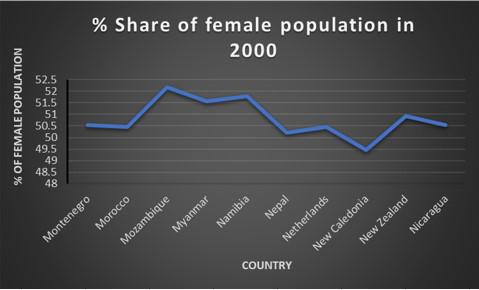 % Share of female population in
2000
% OF FEMALE POPULATION
52.5
52
51.5
51
50.5
50
49.5
49
48.5
48
Montenegro
Morocco
Mozambique
Myanmar
Namibia
Nepal
Netherlands
New Caledonia
New Zealand
Nicaragua
COUNTRY